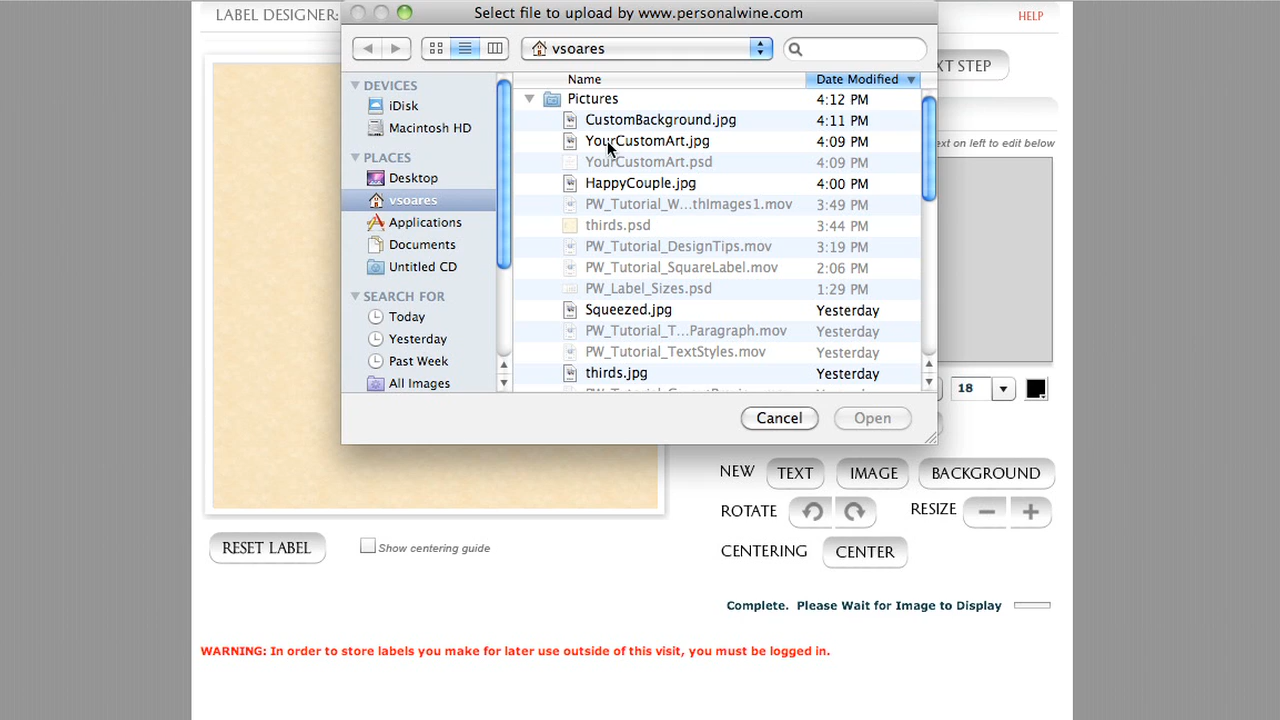 LABEL DESIGNER:
Select file to upload by www.personalwine.com
HELP
vsoares
XT STEP
DEVICES
iDisk
Macintosh HD
PLACES
Desktop
vsoares
Applications
Documents
Untitled CD
SEARCH FOR
Today
Yesterday
Past Week
All Images
Name Date Modified
Pictures 4:12 PM
CustomBackground.jpg 4:11 PM
YourCustomArt.jpg 4:09 PM
YourCustomArt.psd 4:09 PM
HappyCouple.jpg 4:00 PM
PW_Tutorial_W...thImages1.mov 3:49 PM
thirds.psd 3:44 PM
PW_Tutorial_DesignTips.mov 3:19 PM
PW_Tutorial_SquareLabel.mov 2:06 PM
PW_Label_Sizes.psd 1:29 PM
Squeezed.jpg Yesterday
PW_Tutorial_T...Paragraph.mov Yesterday
PW_Tutorial_TextStyles.mov Yesterday
thirds.jpg Yesterday
ext on left to edit below
18
Cancel Open
NEW TEXT IMAGE BACKGROUND
ROTATE RESIZE
CENTERING CENTER
RESET LABEL
Show centering guide
Complete. Please Wait for Image to Display
WARNING: In order to store labels you make for later use outside of this visit, you must be logged in.